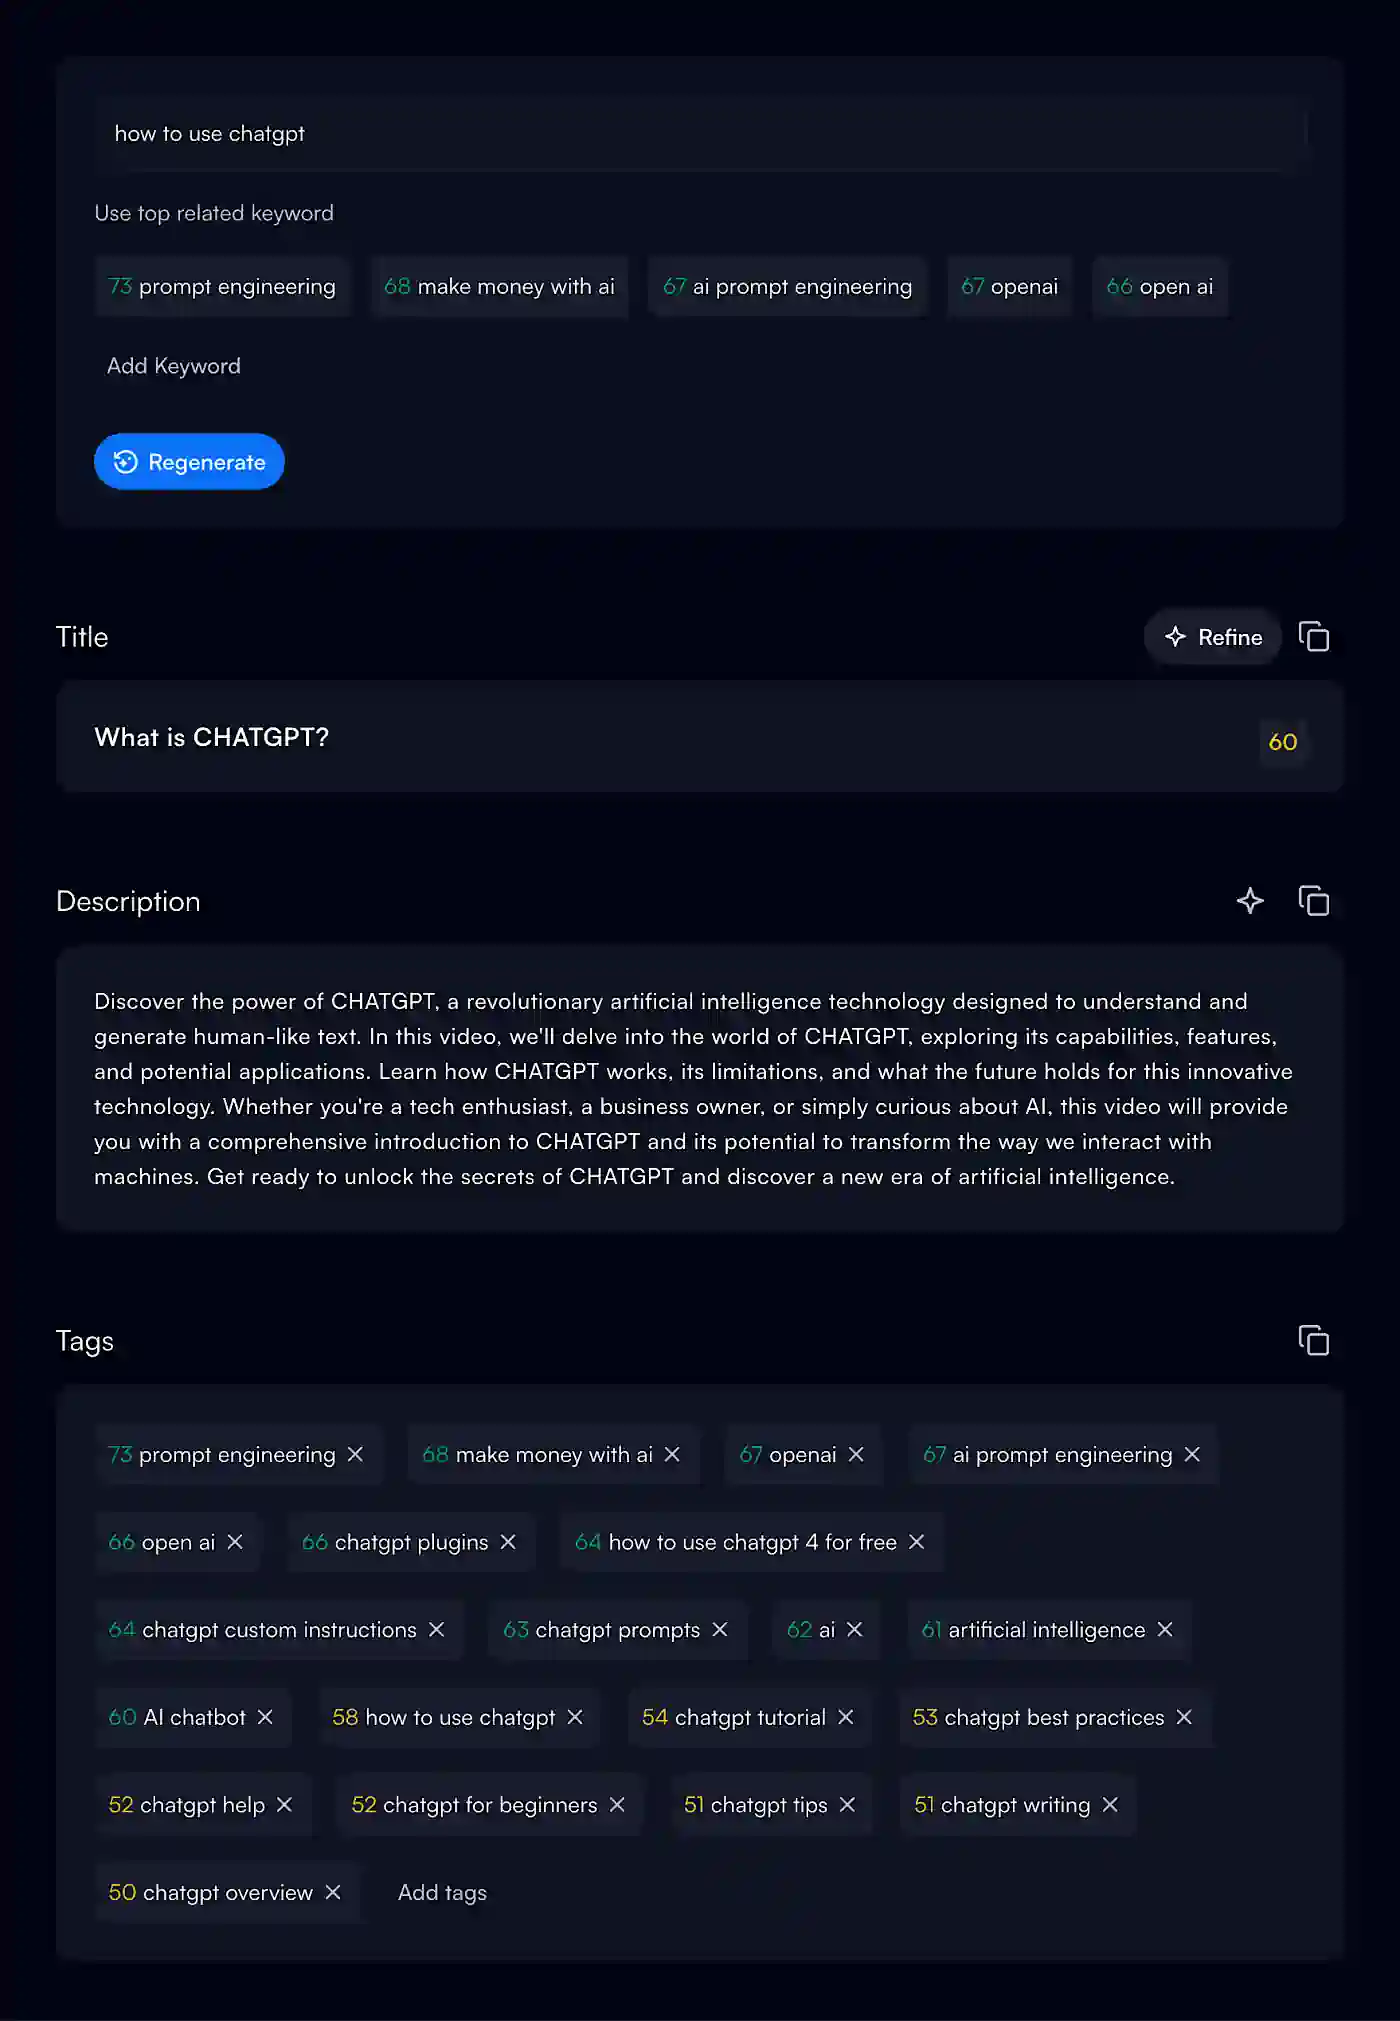 how to use chatgpt
Use top related keyword
73 prompt engineering 68 make money with ai 67 ai prompt engineering 67 openai 66 open ai
Add Keyword
Regenerate
Title Refine
What is CHATGPT? 60
Description
Discover the power of CHATGPT, a revolutionary artificial intelligence technology designed to understand and
generate human-like text. In this video, we'll delve into the world of CHATGPT, exploring its capabilities, features,
and potential applications. Learn how CHATGPT works, its limitations, and what the future holds for this innovative
technology. Whether you're a tech enthusiast, a business owner, or simply curious about AI, this video will provide
you with a comprehensive introduction to CHATGPT and its potential to transform the way we interact with
machines. Get ready to unlock the secrets of CHATGPT and discover a new era of artificial intelligence.
Tags
73 prompt engineering 68 make money with ai 67 openai 67 ai prompt engineering
66 open ai 66 chatgpt plugins 64 how to use chatgpt 4 for free
64 chatgpt custom instructions 63 chatgpt prompts 62 ai 61 artificial intelligence
60 AI chatbot 58 how to use chatgpt 54 chatgpt tutorial 53 chatgpt best practices
52 chatgpt help 52 chatgpt for beginners 51 chatgpt tips 51 chatgpt writing
50 chatgpt overview Add tags